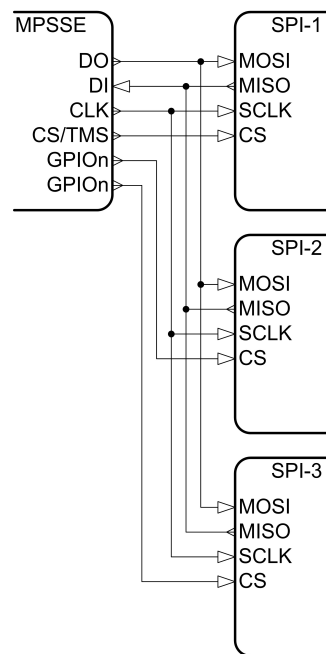 MPSSE
DO
DI
CLK
CS/TMS
GPIOn
GPIOn
SPI-1
MOSI
MISO
SCLK
CS
SPI-2
MOSI
MISO
SCLK
CS
SPI-3
MOSI
MISO
SCLK
CS